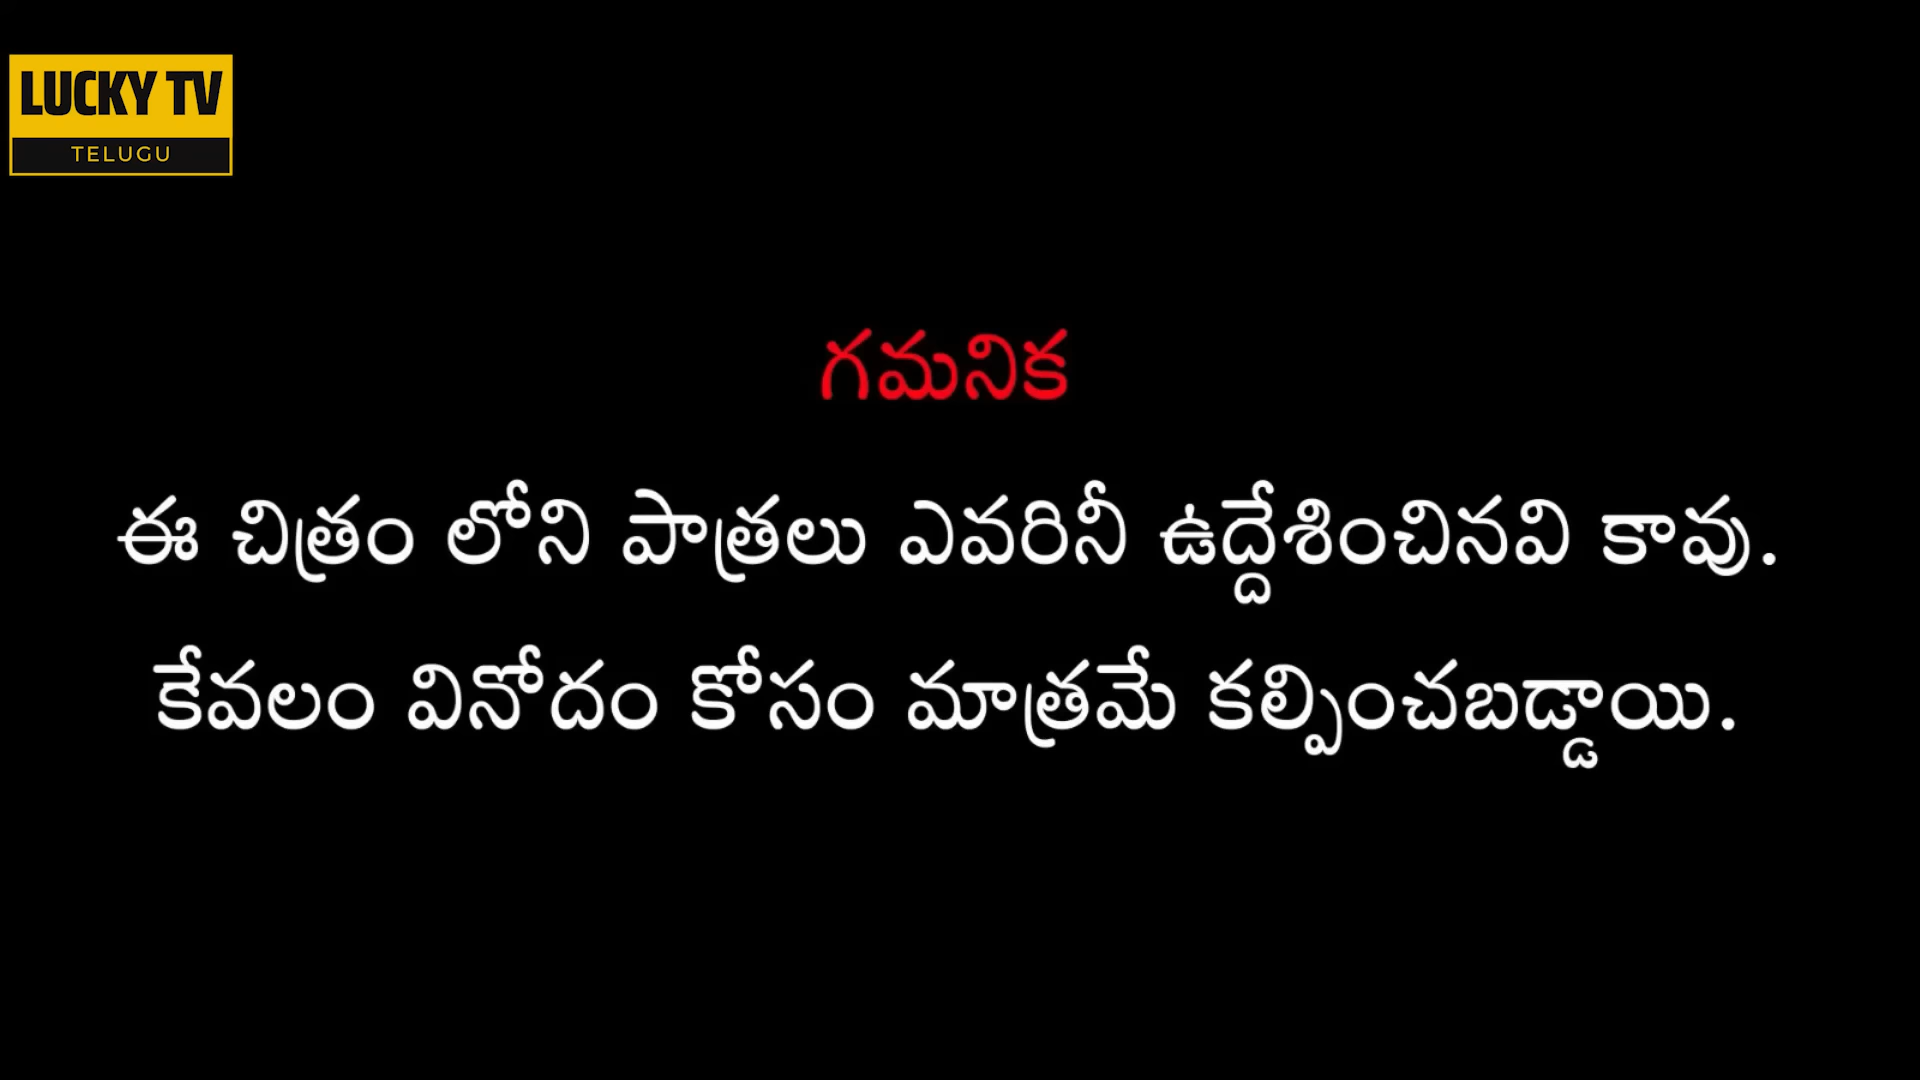 LUCKY TV
TELUGU
గమనిక
ఈ చిత్రం లోని పాత్రలు ఎవరినీ ఉద్దేశించినవి కావు.
కేవలం వినోదం కోసం మాత్రమే కల్పించబడ్డాయి.